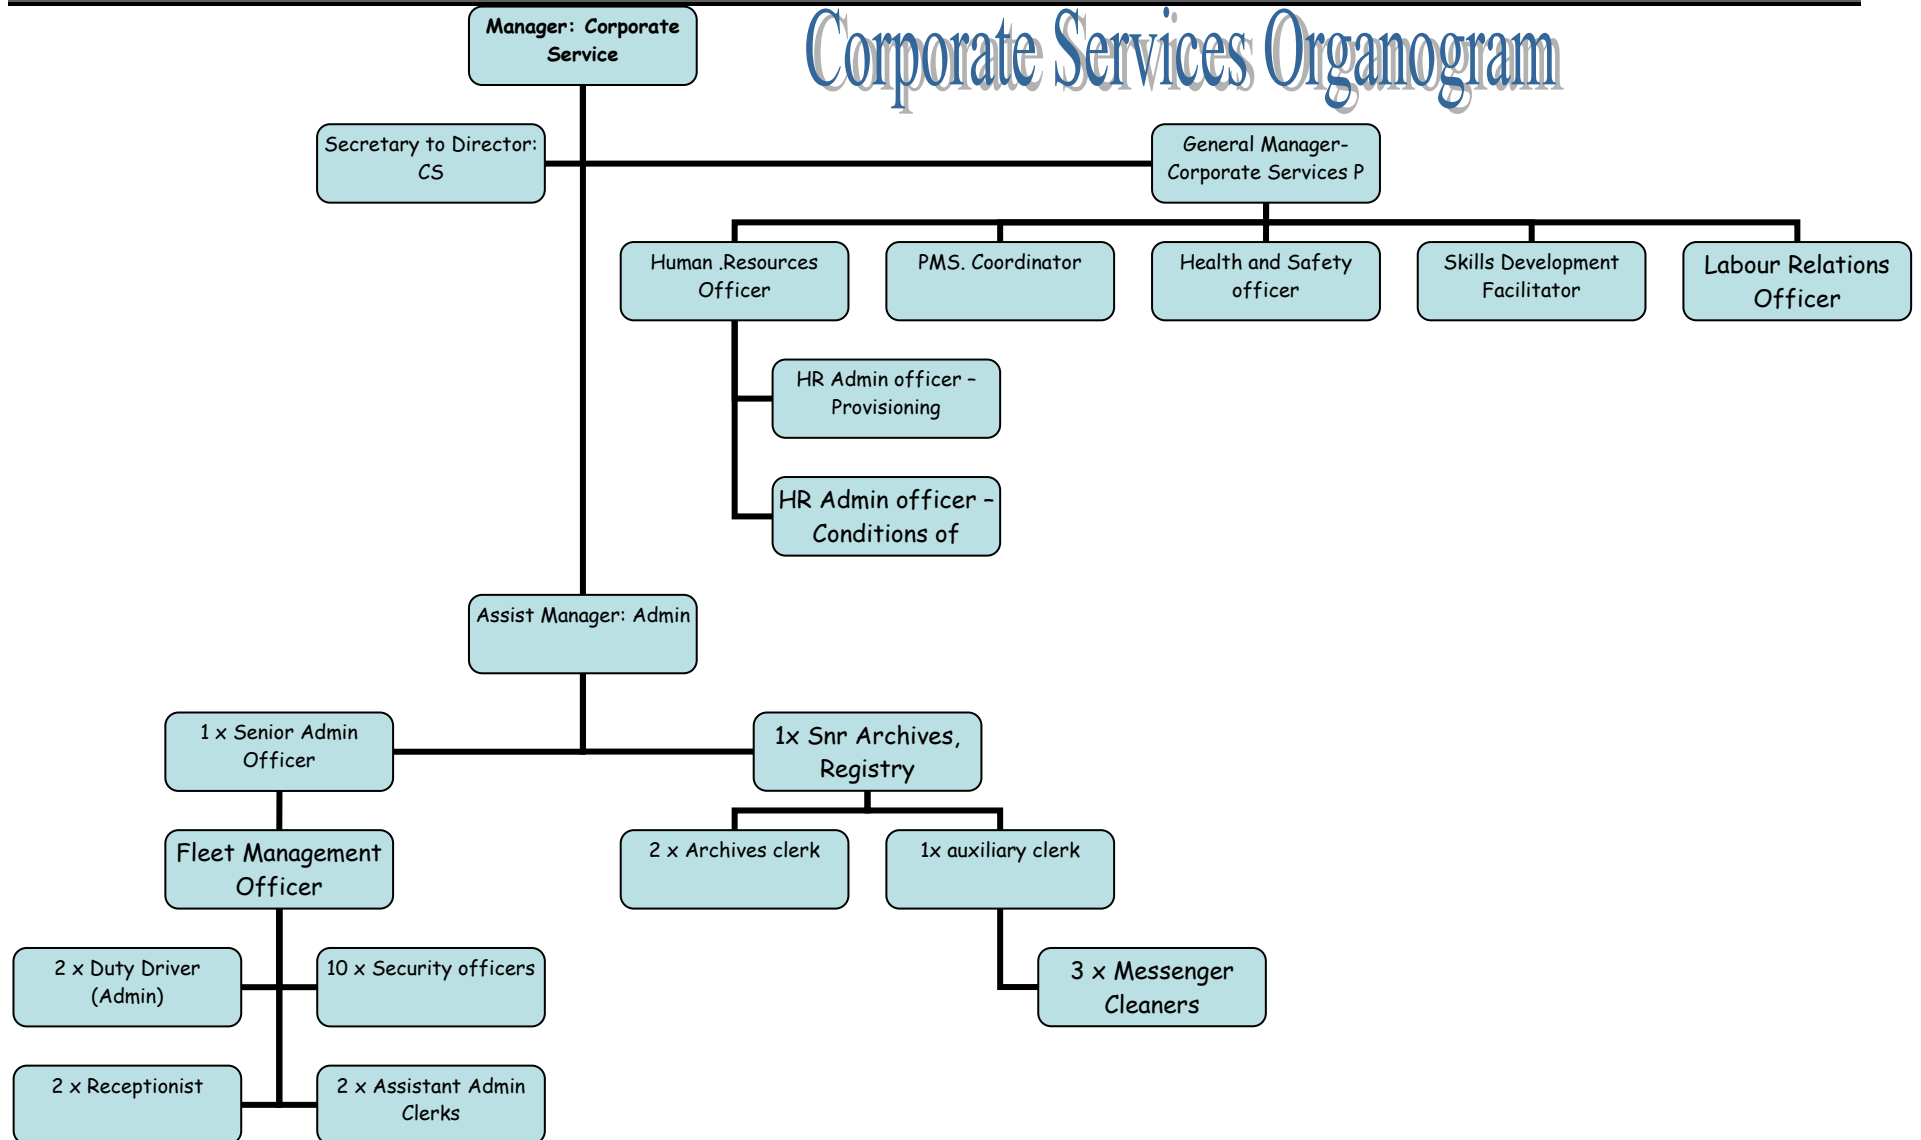 Manager: Corporate
Service
Corporate Services Organogram
Secretary to Director:
CS
General Manager-
Corporate Services P
Human .Resources
Officer
PMS. Coordinator
Health and Safety
officer
Skills Development
Facilitator
Labour Relations
Officer
HR Admin officer –
Provisioning
HR Admin officer –
Conditions of
Assist Manager: Admin
1 x Senior Admin
Officer
1x Snr Archives,
Registry
Fleet Management
Officer
2 x Archives clerk
1x auxiliary clerk
2 x Duty Driver
(Admin)
10 x Security officers
3 x Messenger
Cleaners
2 x Receptionist
2 x Assistant Admin
Clerks